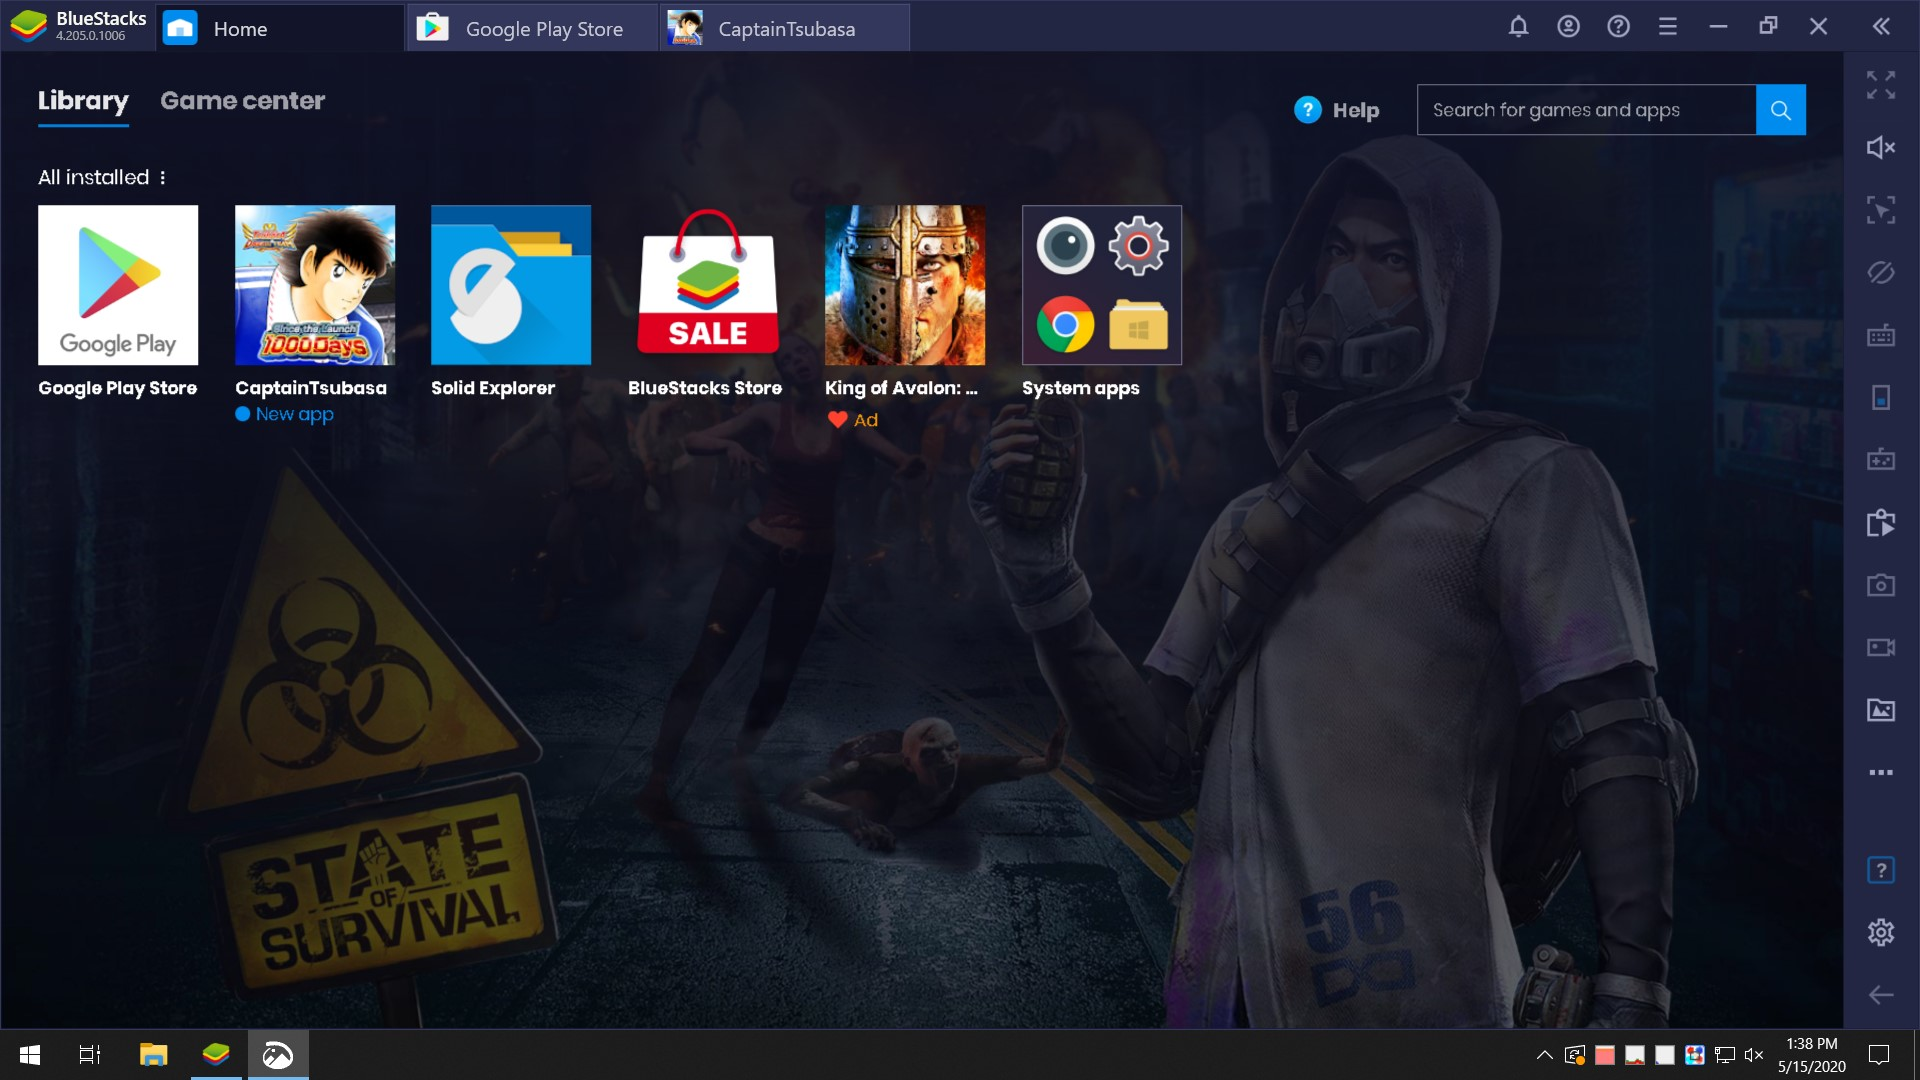 BlueStacks
4.205.0.1006
Home
Google Play Store
CaptainTsubasa
Library
Game center
? Help
Search for games and apps
All installed
Google Play
Since the Launch
1000Days
SALE
Google Play Store
CaptainTsubasa
Solid Explorer
BlueStacks Store
King of Avalon: ...
System apps
New app
Ad
STATE
OF
SURVIVAL
56
1:38 PM
5/15/2020